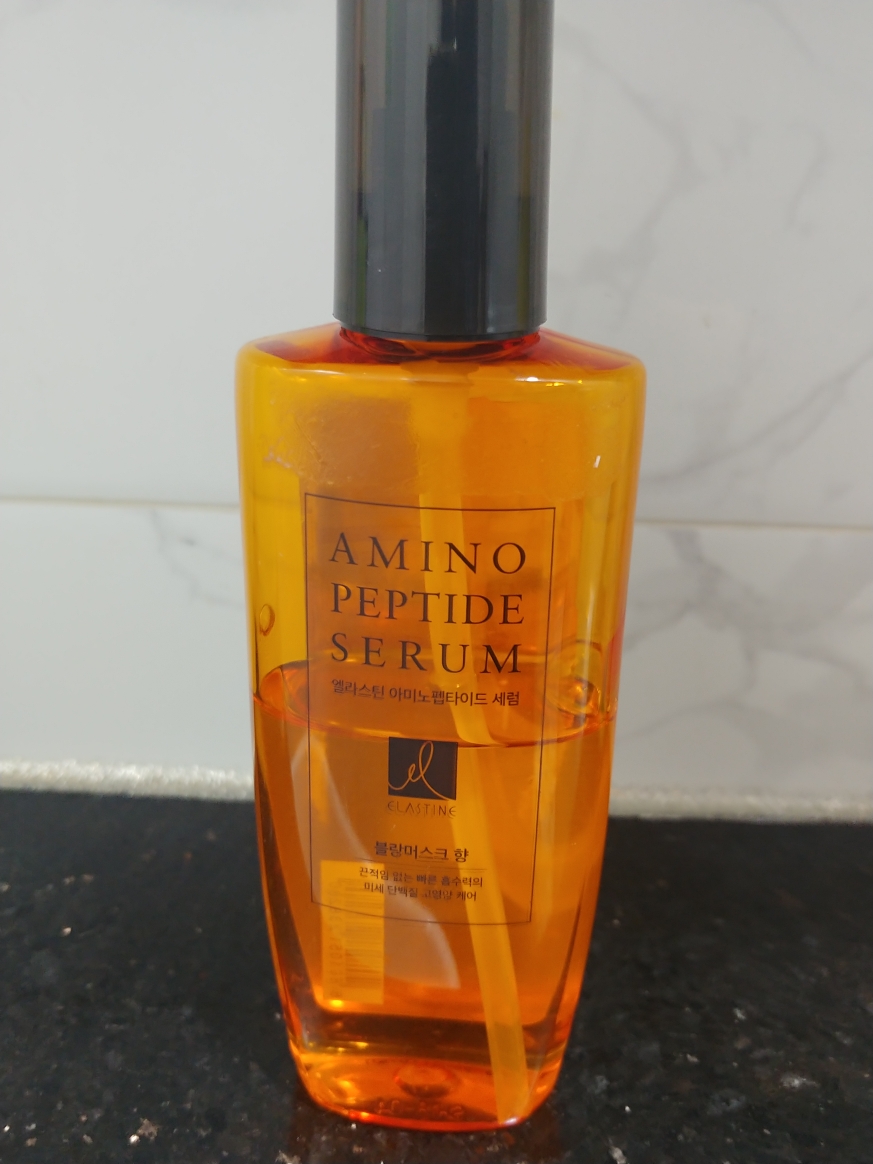 AMINO
PEPTIDE
SERUM
엘라스틴 아미노펩타이드 세럼
el
ELASTINE
블랑머스크 향
끈적임 없는 빠른 흡수력의
미세 단백질 고영양 케어